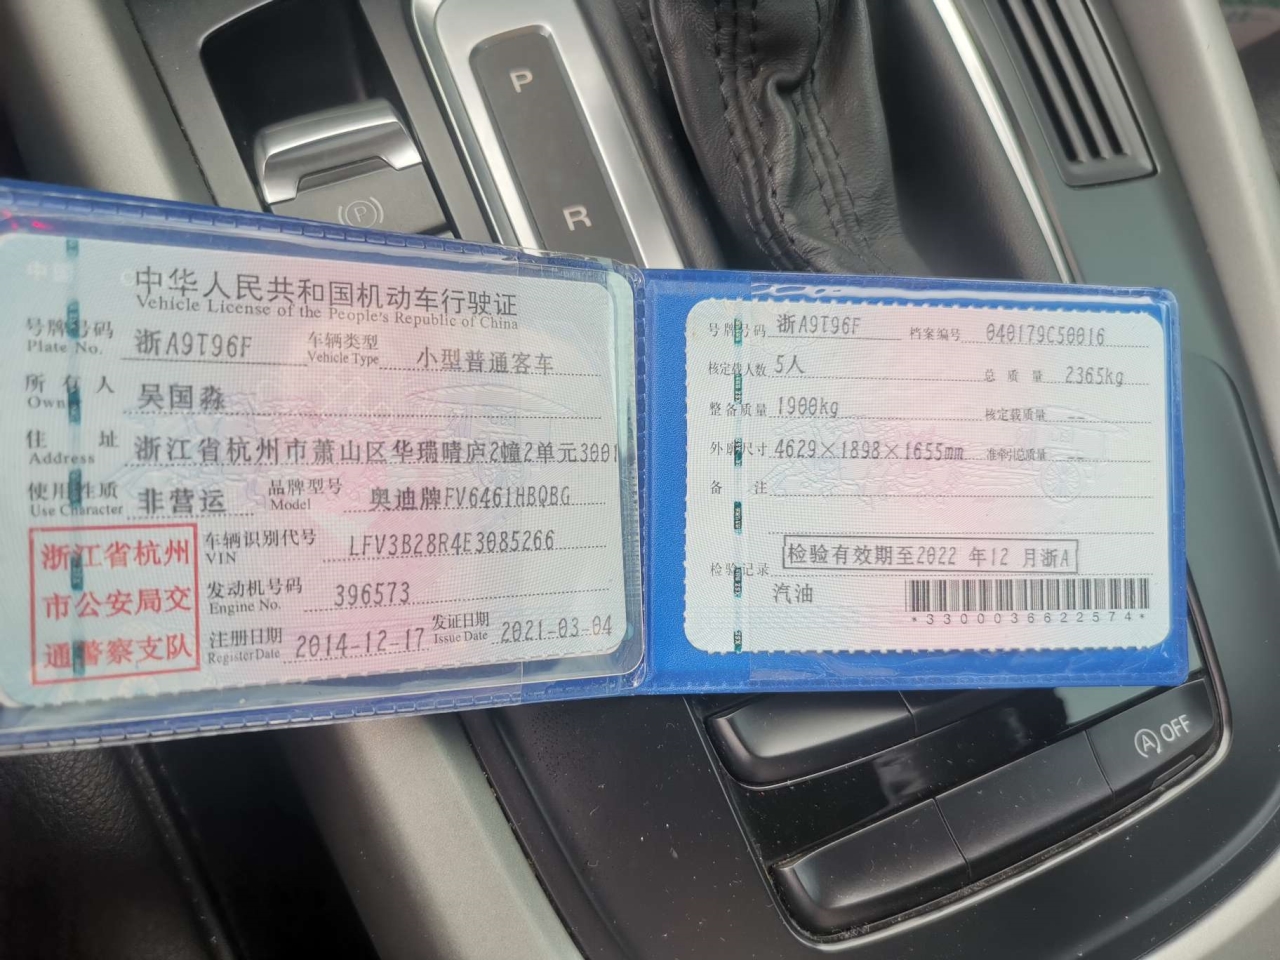 P
R
中华人民共和国机动车行驶证
Vehicle License of the People's Republic of China
号牌号码 浙A9T96F 车辆类型 小型普通客车
Plate No. Vehicle Type
所有人 吴国淼
Owner
住址 浙江省杭州市萧山区华瑞晴庐2幢2单元3001
Address
使用性质 非营运 品牌型号 奥迪牌FV6461HBQBG
Use Character Model
浙江省杭州
市公安局交
通警察支队
车辆识别代号 LFV3B28R4E3085266
VIN
发动机号码 396573
Engine No.
注册日期 2014-12-17 发证日期 2021-03-04
Register Date Issue Date
号牌号码 浙A9T96F 档案编号 040179C50016
核定载人数 5人 总质量 2365kg
整备质量 1900kg 核定载质量 --
外廓尺寸 4629×1898×1655mm 准牵引总质量 --
备注
检验记录 检验有效期至2022年12月浙A
汽油
*3300036622574*
A OFF